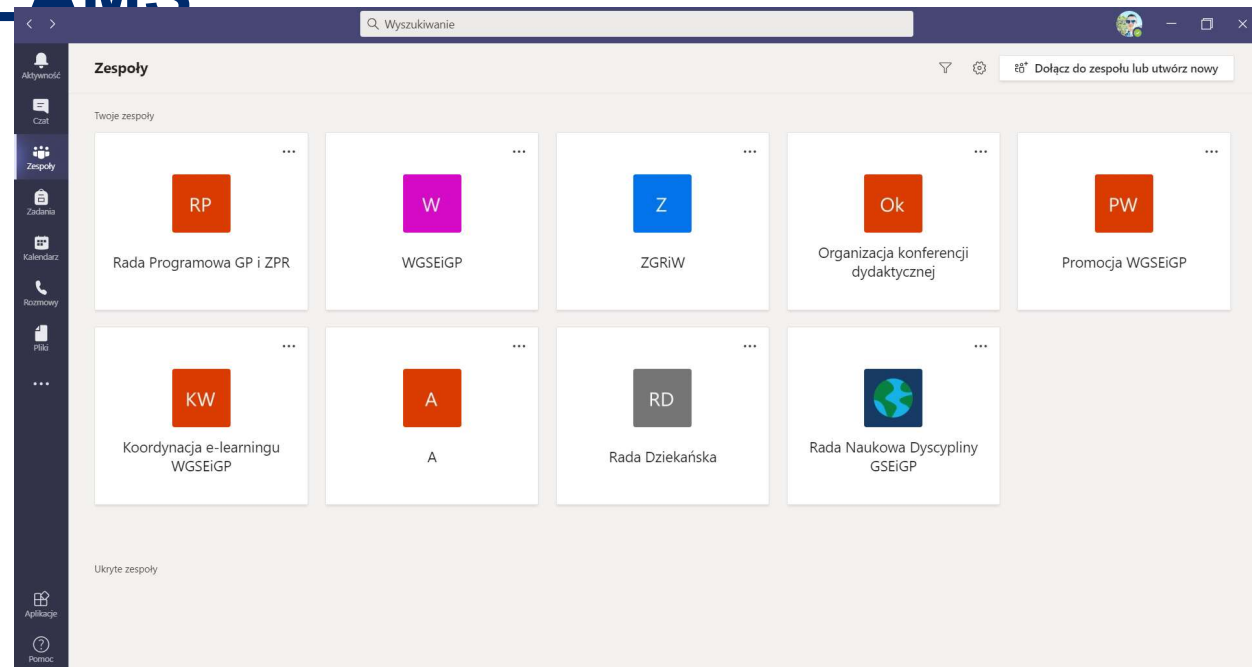 AMS
Wyszukiwanie
Aktywność
Czat
Zespoły
Zadania
Kalendarz
Rozmowy
Pliki
Aplikacje
Pomoc
Zespoły
Dołącz do zespołu lub utwórz nowy
Twoje zespoły
RP
Rada Programowa GP i ZPR
W
WGSEiGP
Z
ZGRiW
Ok
Organizacja konferencji
dydaktycznej
PW
Promocja WGSEiGP
KW
Koordynacja e-learningu
WGSEiGP
A
A
RD
Rada Dziekańska
Rada Naukowa Dyscypliny
GSEiGP
Ukryte zespoły